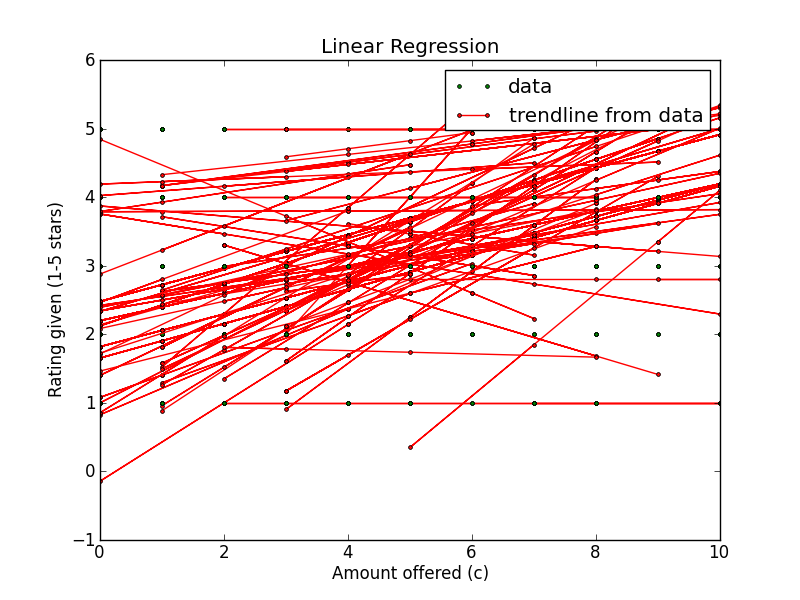 Linear Regression
data
trendline from data
6
5
4
3
2
1
0
−1
0 2 4 6 8 10
Rating given (1-5 stars)
Amount offered (c)